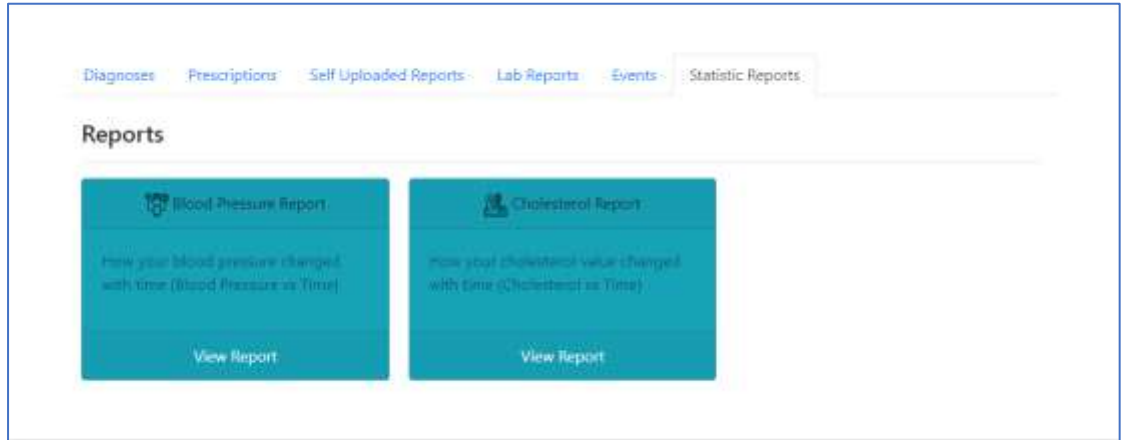 Diagnoses Prescriptions Self Uploaded Reports Lab Reports Events Statistic Reports
Reports
Blood Pressure Report
How your blood pressure changed
with time (Blood Pressure vs Time)
View Report
Cholesterol Report
How your cholesterol value changed
with time (Cholesterol vs Time)
View Report